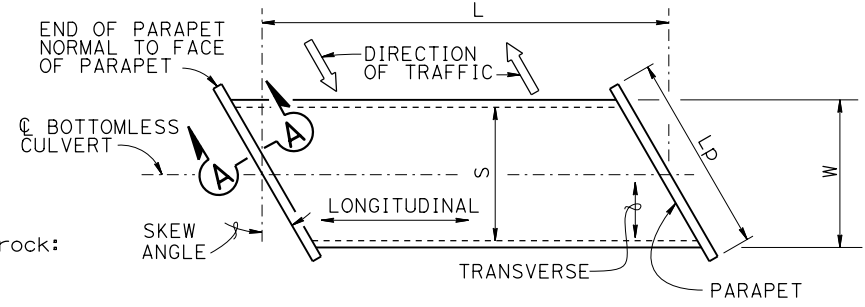 L
END OF PARAPET
NORMAL TO FACE
OF PARAPET
DIRECTION
OF TRAFFIC
℄ BOTTOMLESS
CULVERT
A
A
S
Lp
W
LONGITUDINAL
SKEW
ANGLE
rock:
TRANSVERSE
PARAPET